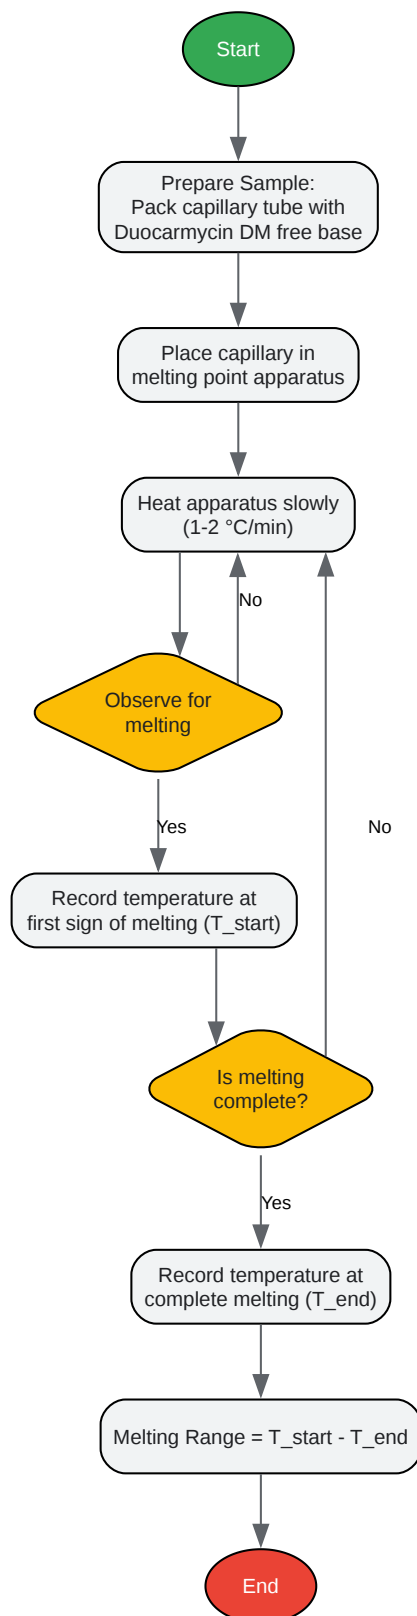 Start
Prepare Sample:
Pack capillary tube with
Duocarmycin DM free base
Place capillary in
melting point apparatus
Heat apparatus slowly
(1-2 °C/min)
No
Observe for
melting
Yes
No
Record temperature at
first sign of melting (T_start)
Is melting
complete?
Yes
Record temperature at
complete melting (T_end)
Melting Range = T_start - T_end
End